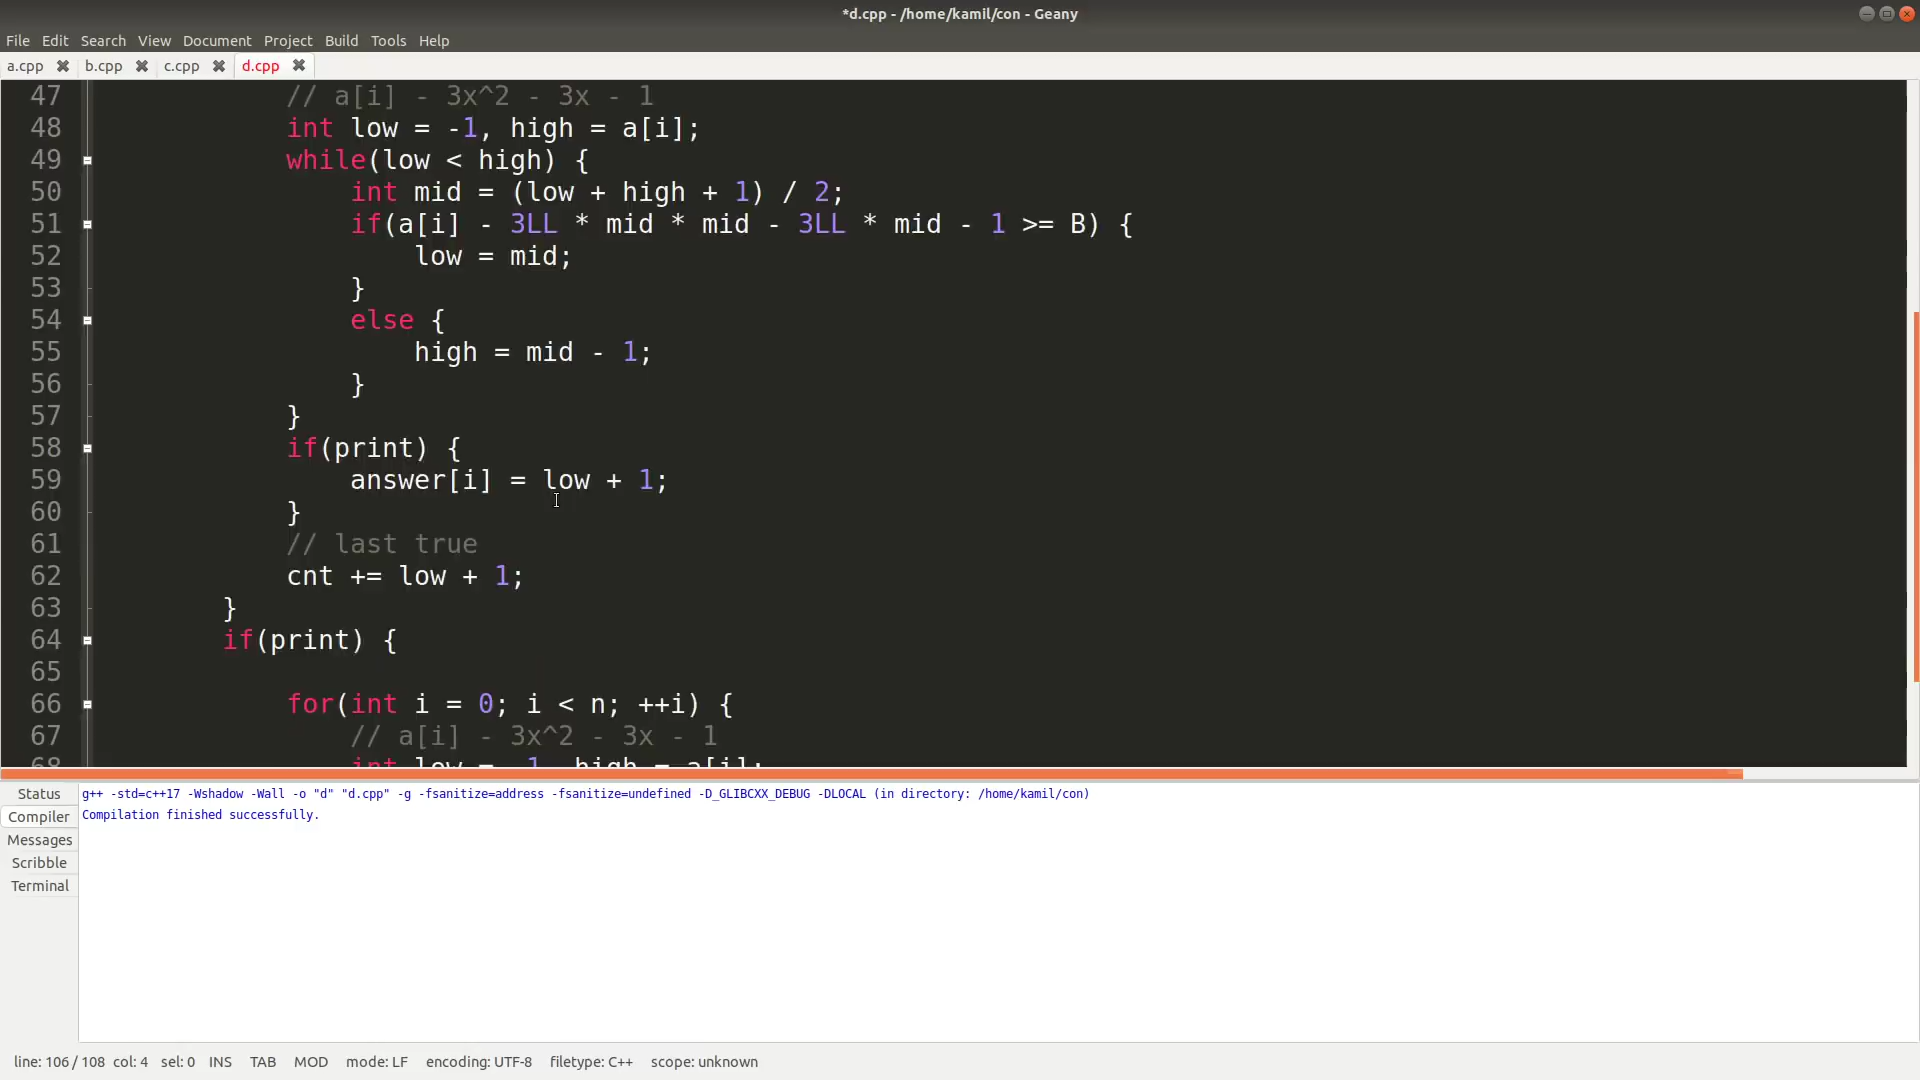 *d.cpp - /home/kamil/con - Geany
File Edit Search View Document Project Build Tools Help
a.cpp b.cpp c.cpp d.cpp
47 // a[i] - 3x^2 - 3x - 1
48 int low = -1, high = a[i];
49 while(low < high) {
50 int mid = (low + high + 1) / 2;
51 if(a[i] - 3LL * mid * mid - 3LL * mid - 1 >= B) {
52 low = mid;
53 }
54 else {
55 high = mid - 1;
56 }
57 }
58 if(print) {
59 answer[i] = low + 1;
60 }
61 // last true
62 cnt += low + 1;
63 }
64 if(print) {
65
66 for(int i = 0; i < n; ++i) {
67 // a[i] - 3x^2 - 3x - 1
68 int low = -1, high = a[i];
Status
Compiler
Messages
Scribble
Terminal
g++ -std=c++17 -Wshadow -Wall -o "d" "d.cpp" -g -fsanitize=address -fsanitize=undefined -D_GLIBCXX_DEBUG -DLOCAL (in directory: /home/kamil/con)
Compilation finished successfully.
line: 106 / 108 col: 4 sel: 0 INS TAB MOD mode: LF encoding: UTF-8 filetype: C++ scope: unknown